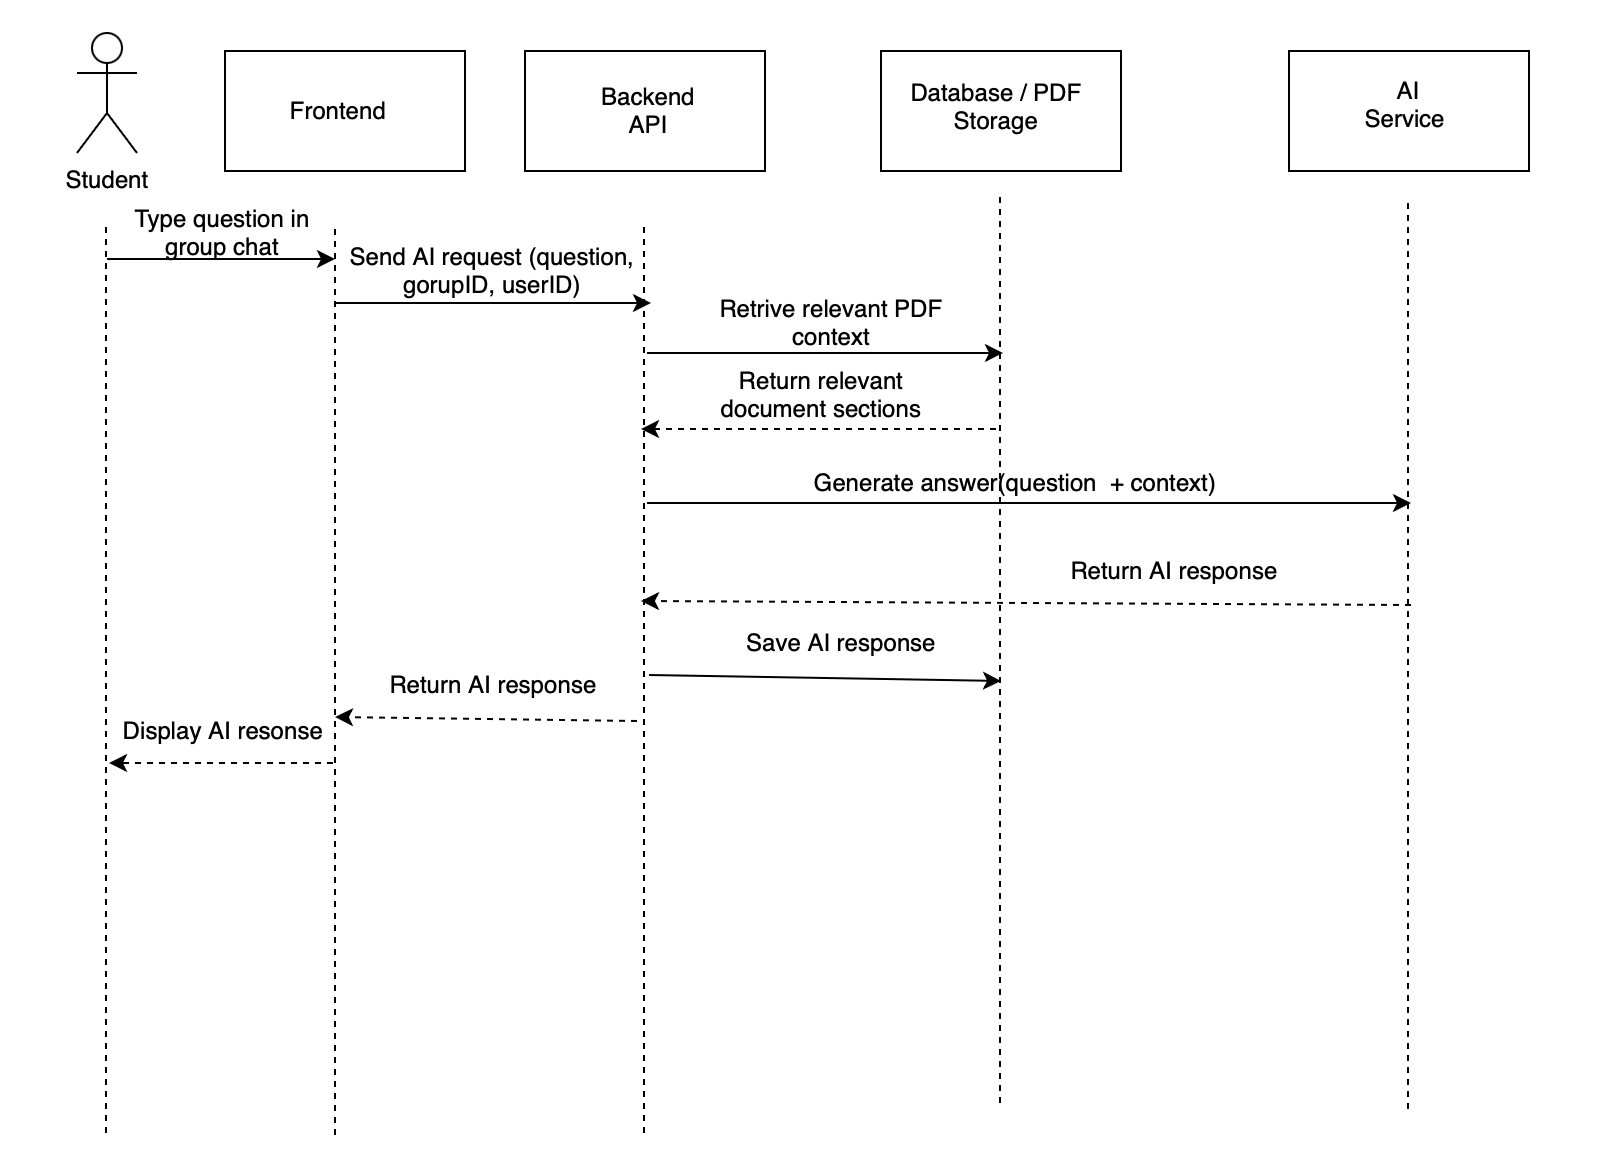 Student
Frontend
Backend
API
Database / PDF
Storage
AI
Service
Type question in
group chat
Send AI request (question,
gorupID, userID)
Retrive relevant PDF
context
Return relevant
document sections
Generate answer(question  + context)
Return AI response
Save AI response
Return AI response
Display AI resonse